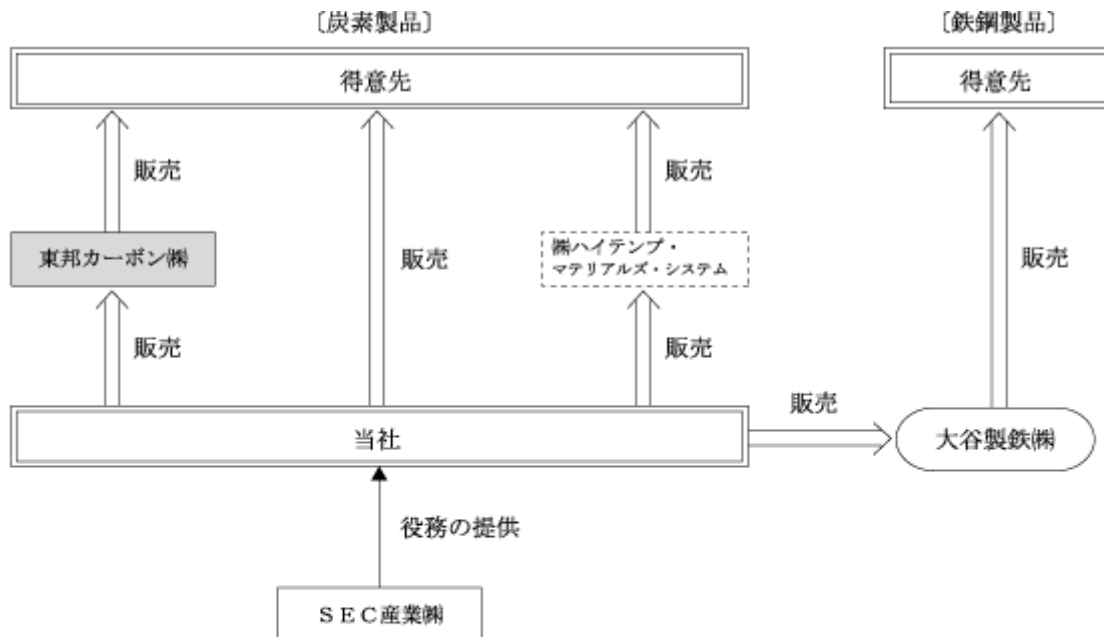 〔炭素製品〕
〔鉄鋼製品〕
得意先
得意先
販売
販売
東邦カーボン㈱
販売
㈱ハイテンプ・
マテリアルズ・システム
販売
販売
販売
販売
当社
大谷製鉄㈱
役務の提供
ＳＥＣ産業㈱